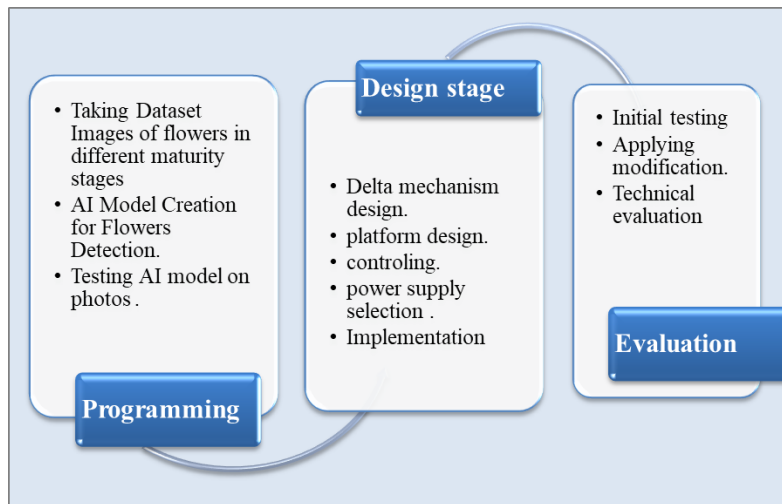 • Taking Dataset
Images of flowers in
different maturity
stages
• AI Model Creation
for Flowers
Detection.
• Testing AI model on
photos .
Programming
Design stage
• Delta mechanism
design.
• platform design.
• controling.
• power supply
selection .
• Implementation
• Initial testing
• Applying
modification.
• Technical
evaluation
Evaluation